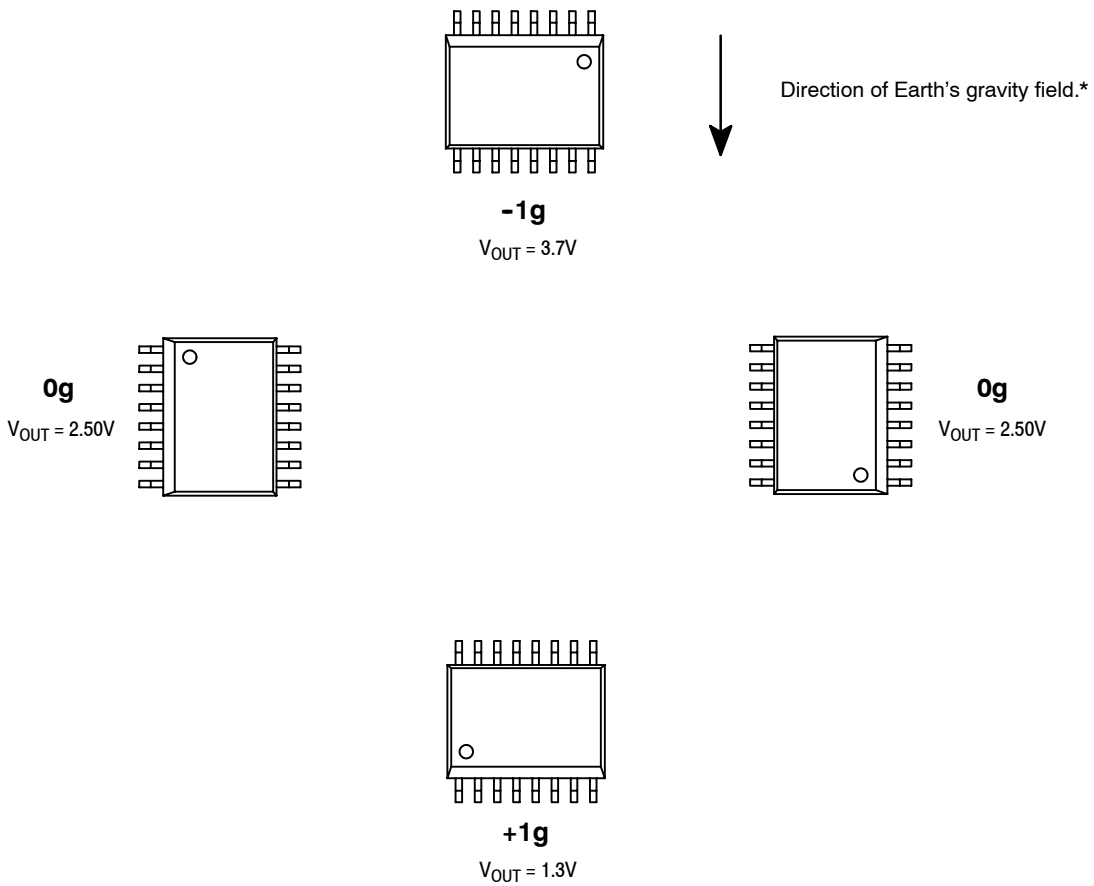 Direction of Earth's gravity field.*
-1g
VOUT = 3.7V
0g
VOUT = 2.50V
0g
VOUT = 2.50V
+1g
VOUT = 1.3V